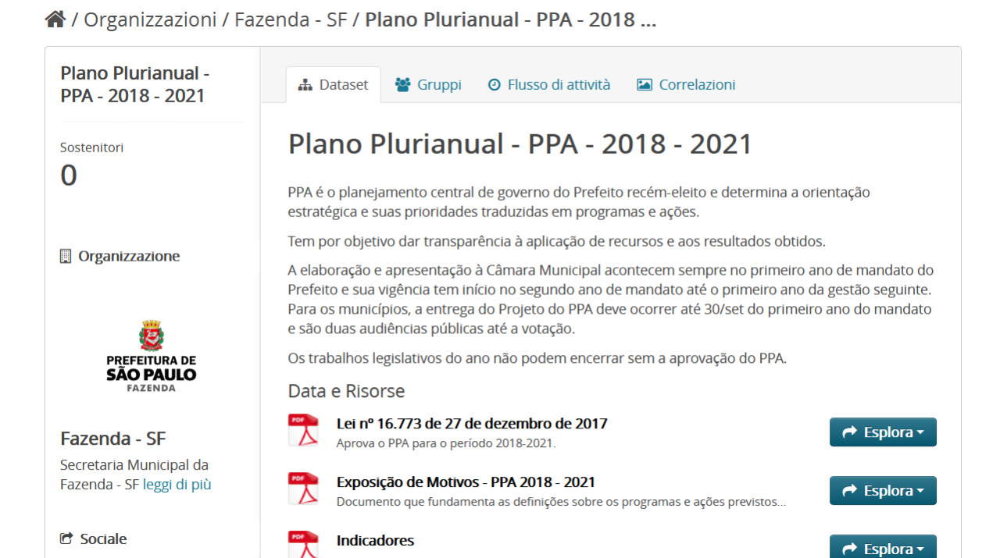 / Organizzazioni / Fazenda - SF / Plano Plurianual - PPA - 2018 ...
Plano Plurianual -
PPA - 2018 - 2021
Sostenitori
0
Organizzazione
PREFEITURA DE
SÃO PAULO
FAZENDA
Fazenda - SF
Secretaria Municipal da
Fazenda - SF leggi di più
Sociale
Dataset Gruppi Flusso di attività Correlazioni
Plano Plurianual - PPA - 2018 - 2021
PPA é o planejamento central de governo do Prefeito recém-eleito e determina a orientação
estratégica e suas prioridades traduzidas em programas e ações.
Tem por objetivo dar transparência à aplicação de recursos e aos resultados obtidos.
A elaboração e apresentação à Câmara Municipal acontecem sempre no primeiro ano de mandato do
Prefeito e sua vigência tem início no segundo ano de mandato até o primeiro ano da gestão seguinte.
Para os municípios, a entrega do Projeto do PPA deve ocorrer até 30/set do primeiro ano do mandato
e são duas audiências públicas até a votação.
Os trabalhos legislativos do ano não podem encerrar sem a aprovação do PPA.
Data e Risorse
PDF Lei nº 16.773 de 27 de dezembro de 2017 Esplora
Aprova o PPA para o período 2018-2021.
PDF Exposição de Motivos - PPA 2018 - 2021 Esplora
Documento que fundamenta as definições sobre os programas e ações previstos...
PDF Indicadores Esplora